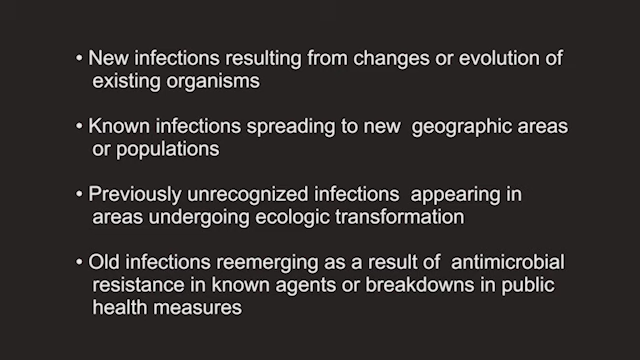 • New infections resulting from changes or evolution of
existing organisms
• Known infections spreading to new geographic areas
or populations
• Previously unrecognized infections appearing in
areas undergoing ecologic transformation
• Old infections reemerging as a result of antimicrobial
resistance in known agents or breakdowns in public
health measures